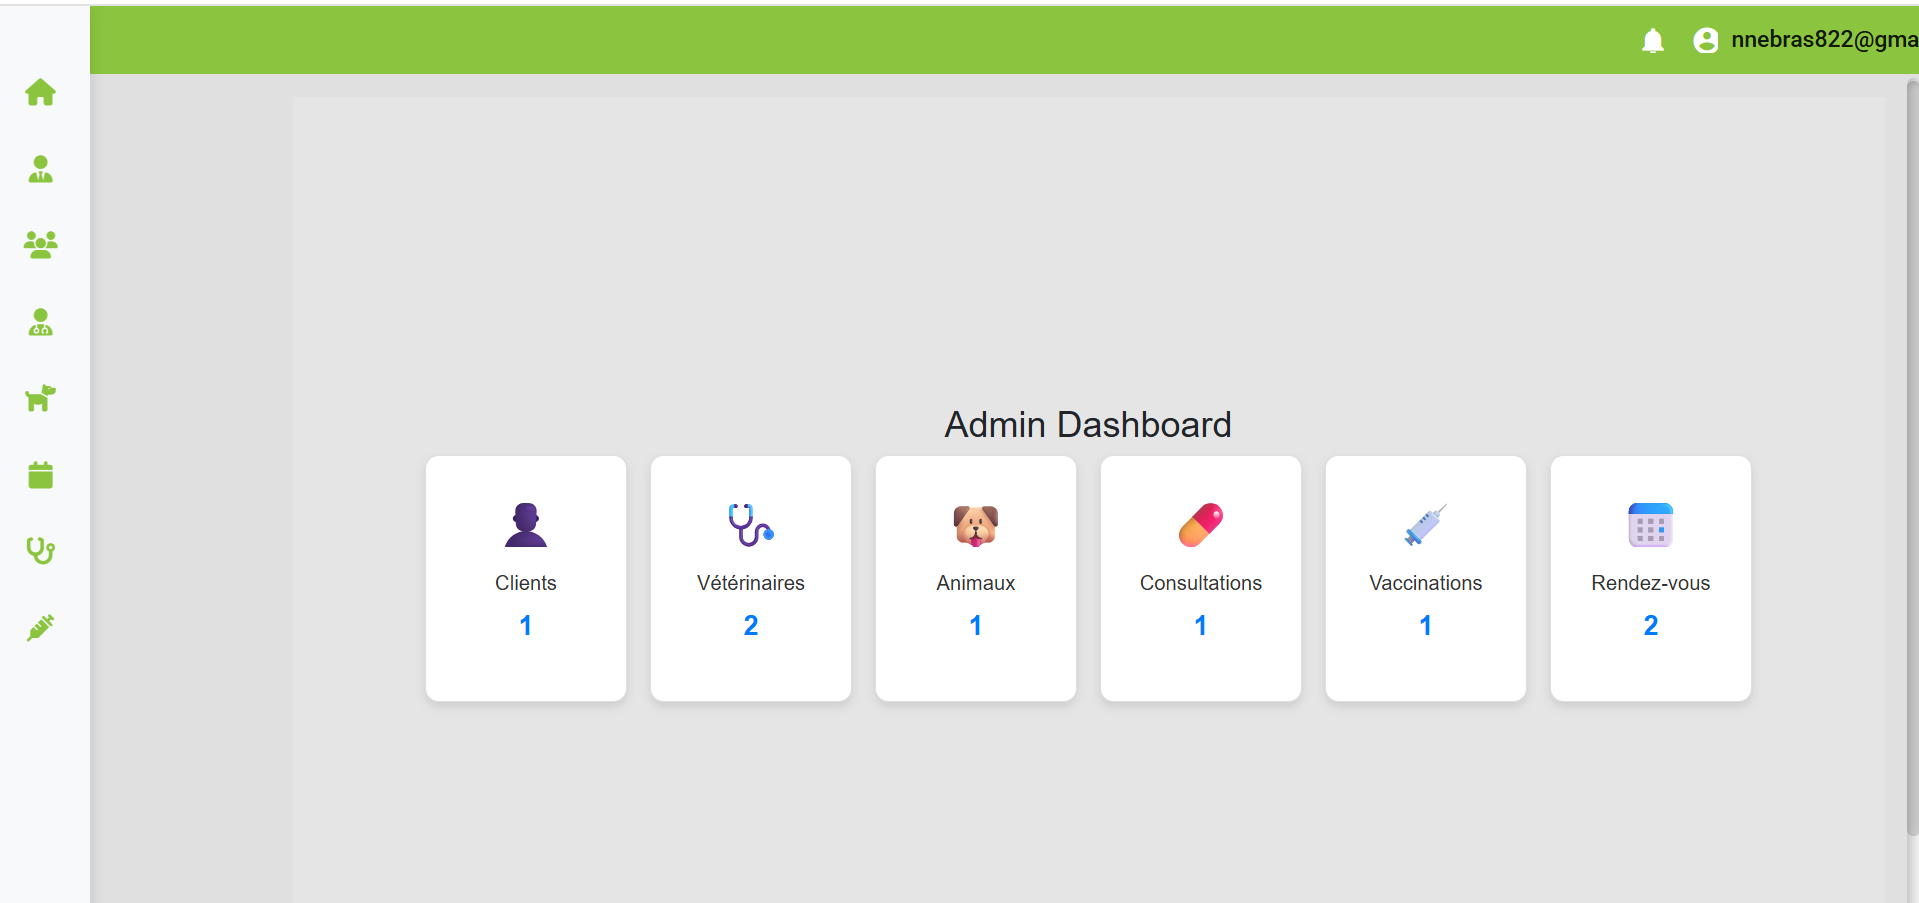 nnebras822@gma
Admin Dashboard
Clients
Vétérinaires
Animaux
Consultations
Vaccinations
Rendez-vous
1
2
1
1
1
2